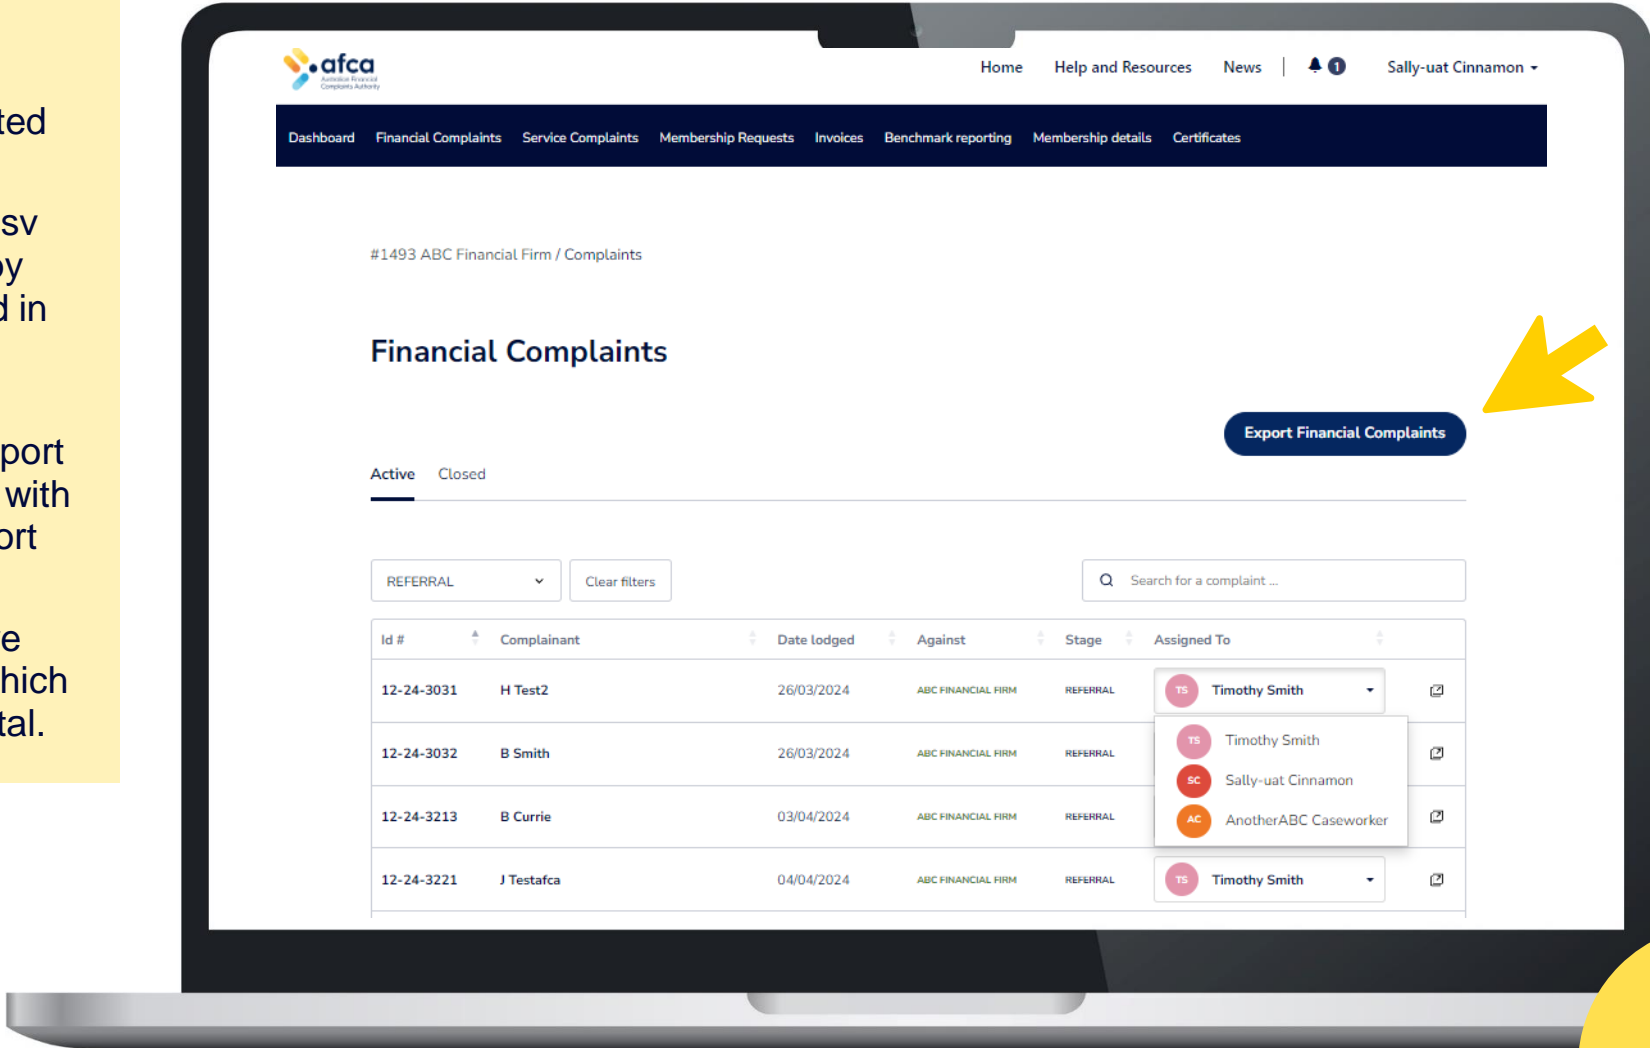 ted
sv
by
d in
port
with
ort
e
hich
tal.
afca
Australian Financial
Complaints Authority
Home Help and Resources News 1 Sally-uat Cinnamon
Dashboard Financial Complaints Service Complaints Membership Requests Invoices Benchmark reporting Membership details Certificates
#1493 ABC Financial Firm / Complaints
Financial Complaints
Export Financial Complaints
Active Closed
REFERRAL Clear filters Search for a complaint ...
Id # Complainant Date lodged Against Stage Assigned To
12-24-3031 H Test2 26/03/2024 ABC FINANCIAL FIRM REFERRAL TS Timothy Smith
TS Timothy Smith
12-24-3032 B Smith 26/03/2024 ABC FINANCIAL FIRM REFERRAL
SC Sally-uat Cinnamon
12-24-3213 B Currie 03/04/2024 ABC FINANCIAL FIRM REFERRAL
AC AnotherABC Caseworker
12-24-3221 J Testafca 04/04/2024 ABC FINANCIAL FIRM REFERRAL TS Timothy Smith